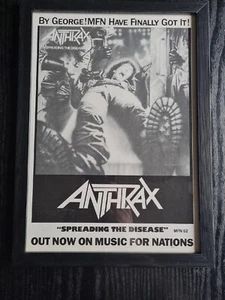 BY GEORGE! MFN HAVE FINALLY GOT IT!
ANTHRAX
SPREADING THE DISEASE
ANTHRAX
"SPREADING THE DISEASE"
MFN 62
OUT NOW ON MUSIC FOR NATIONS